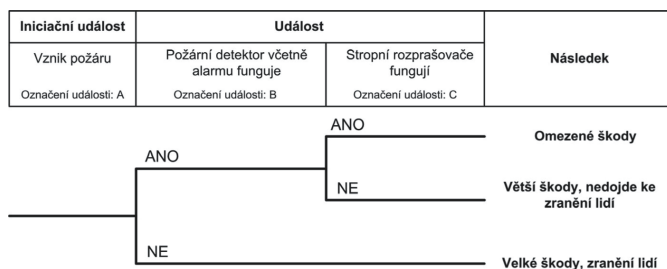 Iniciační událost
Událost
Následek
Vznik požáru
Požární detektor včetně
alarmu funguje
Stropní rozprašovače
fungují
Označení události: A
Označení události: B
Označení události: C
ANO
Omezené škody
ANO
NE
Větší škody, nedojde ke
zranění lidí
NE
Velké škody, zranění lidí